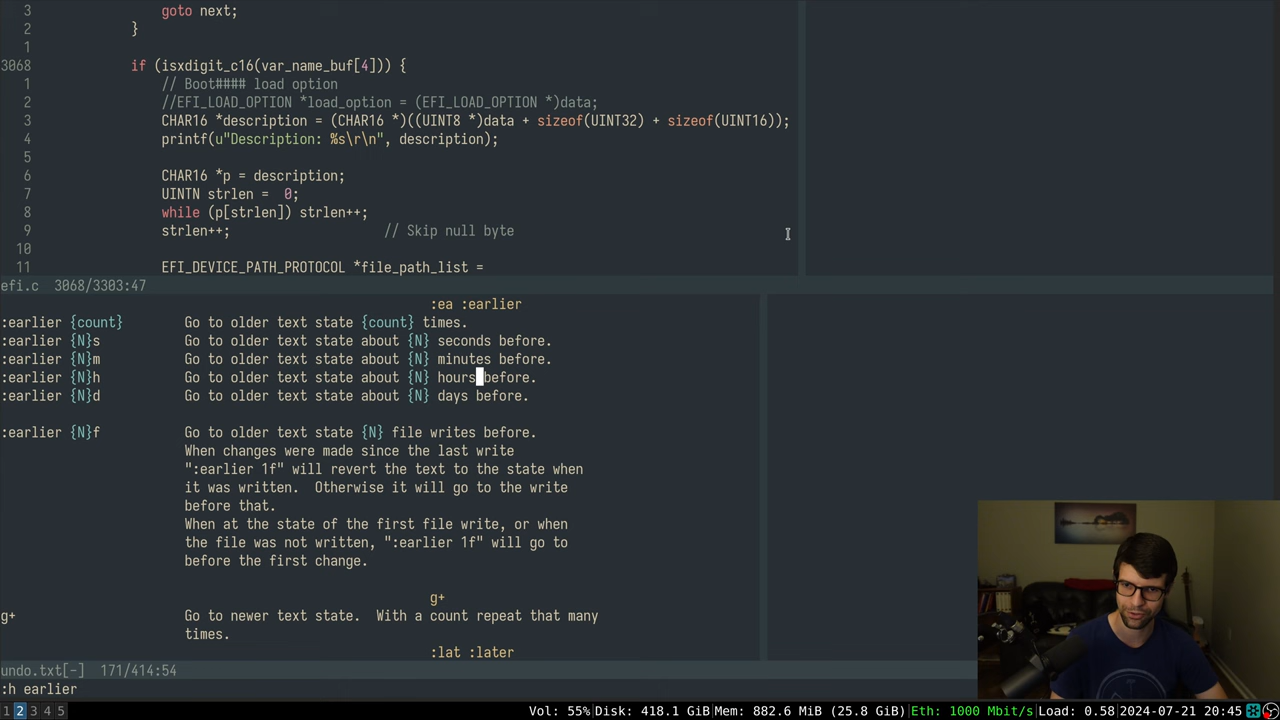 3                 goto next;
2             }
1
3068             if (isxdigit_c16(var_name_buf[4])) {
1                 // Boot#### load option
2                 //EFI_LOAD_OPTION *load_option = (EFI_LOAD_OPTION *)data;
3                 CHAR16 *description = (CHAR16 *)((UINT8 *)data + sizeof(UINT32) + sizeof(UINT16));
4                 printf(u"Description: %s\r\n", description);
5
6                 CHAR16 *p = description;
7                 UINTN strlen =  0;
8                 while (p[strlen]) strlen++;
9                 strlen++;                    // Skip null byte
10
11                 EFI_DEVICE_PATH_PROTOCOL *file_path_list =
efi.c  3068/3303:47
:ea :earlier
:earlier {count}        Go to older text state {count} times.
:earlier {N}s           Go to older text state about {N} seconds before.
:earlier {N}m           Go to older text state about {N} minutes before.
:earlier {N}h           Go to older text state about {N} hours before.
:earlier {N}d           Go to older text state about {N} days before.
:earlier {N}f           Go to older text state {N} file writes before.
When changes were made since the last write
":earlier 1f" will revert the text to the state when
it was written.  Otherwise it will go to the write
before that.
When at the state of the first file write, or when
the file was not written, ":earlier 1f" will go to
before the first change.
g+
g+                      Go to newer text state.  With a count repeat that many
times.
:lat :later
undo.txt[-]  171/414:54
:h earlier
1 2 3 4 5 Vol: 55% Disk: 418.1 GiB Mem: 882.6 MiB (25.8 GiB) Eth: 1000 Mbit/s Load: 0.58 2024-07-21 20:45